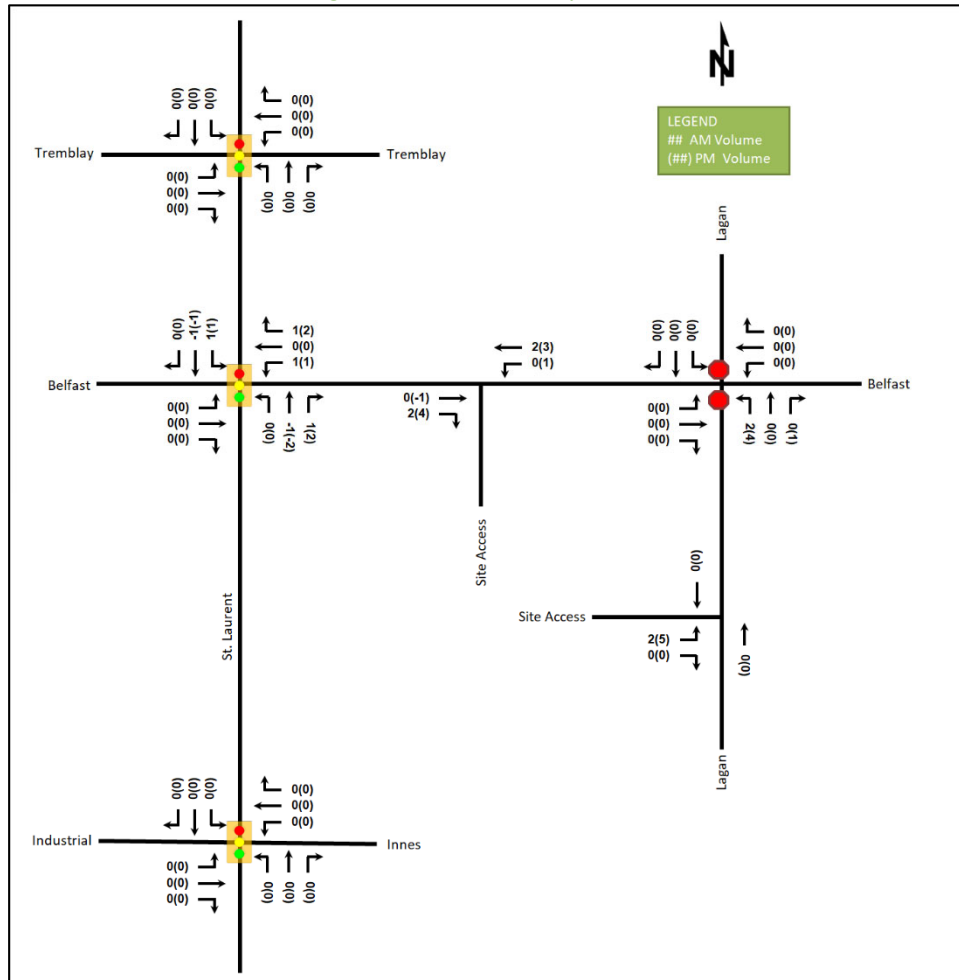 N
LEGEND
## AM Volume
(##) PM Volume
0(0) 0(0) 0(0)
0(0)
0(0)
0(0)
Tremblay
Tremblay
0(0)
0(0)
0(0)
0(0) 0(0) 0(0)
Lagan
0(0) -1(-1) 1(1)
1(2)
0(0)
1(1)
2(3)
0(1)
0(0) 0(0) 0(0)
0(0)
0(0)
0(0)
Belfast
Belfast
0(0)
0(0)
0(0)
0(0) -1(-2) 1(2)
0(-1)
2(4)
0(0)
0(0)
0(0)
2(4) 0(0) 0(1)
Site Access
0(0)
Site Access
2(5)
0(0)
0(0)
St. Laurent
Lagan
0(0) 0(0) 0(0)
0(0)
0(0)
0(0)
Industrial
Innes
0(0)
0(0)
0(0)
0(0) 0(0) 0(0)